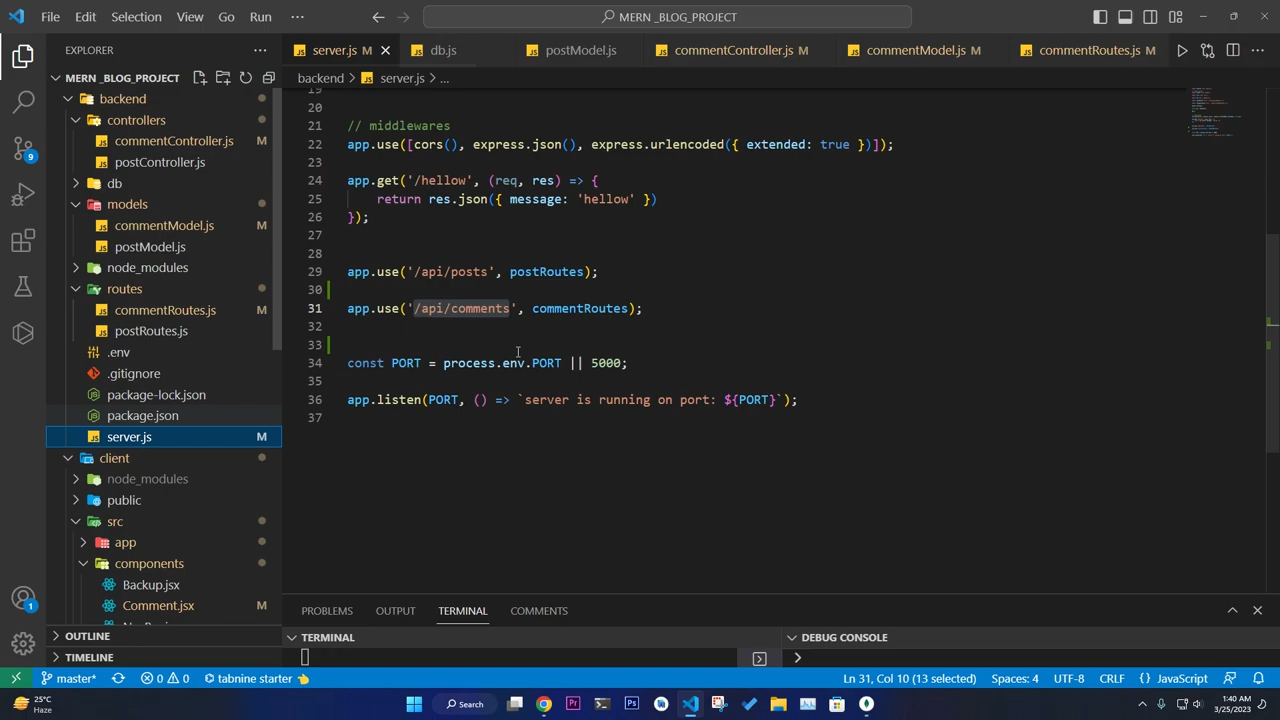 File Edit Selection View Go Run ··· MERN _BLOG_PROJECT
EXPLORER
server.js M
db.js
postModel.js
commentController.js M
commentModel.js M
commentRoutes.js M
MERN _BLOG_PROJECT
backend > server.js > ...
backend
controllers
commentController.js M
postController.js
db
models
commentModel.js M
postModel.js
node_modules
routes
commentRoutes.js M
postRoutes.js
.env
.gitignore
package-lock.json
package.json
server.js M
client
node_modules
public
src
app
components
Backup.jsx
Comment.jsx M
OUTLINE
TIMELINE
19
20
21 // middlewares
22 app.use([cors(), express.json(), express.urlencoded({ extended: true })]);
23
24 app.get('/hellow', (req, res) => {
25 return res.json({ message: 'hellow' })
26 });
27
28
29 app.use('/api/posts', postRoutes);
30
31 app.use('/api/comments', commentRoutes);
32
33
34 const PORT = process.env.PORT || 5000;
35
36 app.listen(PORT, () => `server is running on port: ${PORT}`);
37
PROBLEMS OUTPUT TERMINAL COMMENTS
TERMINAL
DEBUG CONSOLE
9
1
master* 0 0 tabnine starter Ln 31, Col 10 (13 selected) Spaces: 4 UTF-8 CRLF {} JavaScript
25°C
Haze
Search
1:40 AM
3/25/2023